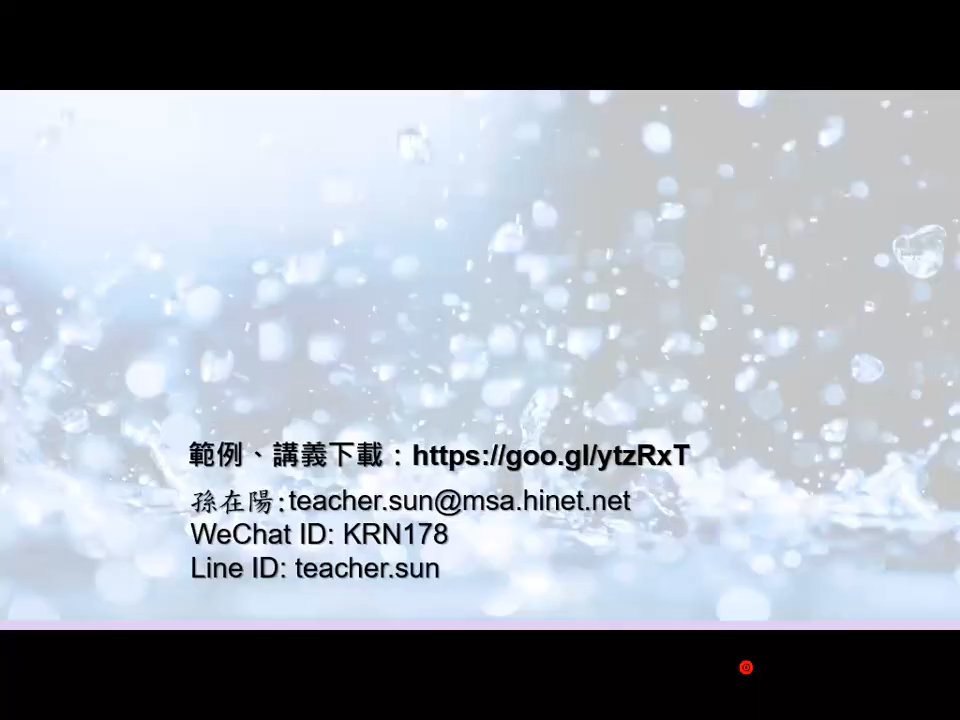 範例、講義下載：https://goo.gl/ytzRxT
孫在陽:teacher.sun@msa.hinet.net
WeChat ID: KRN178
Line ID: teacher.sun